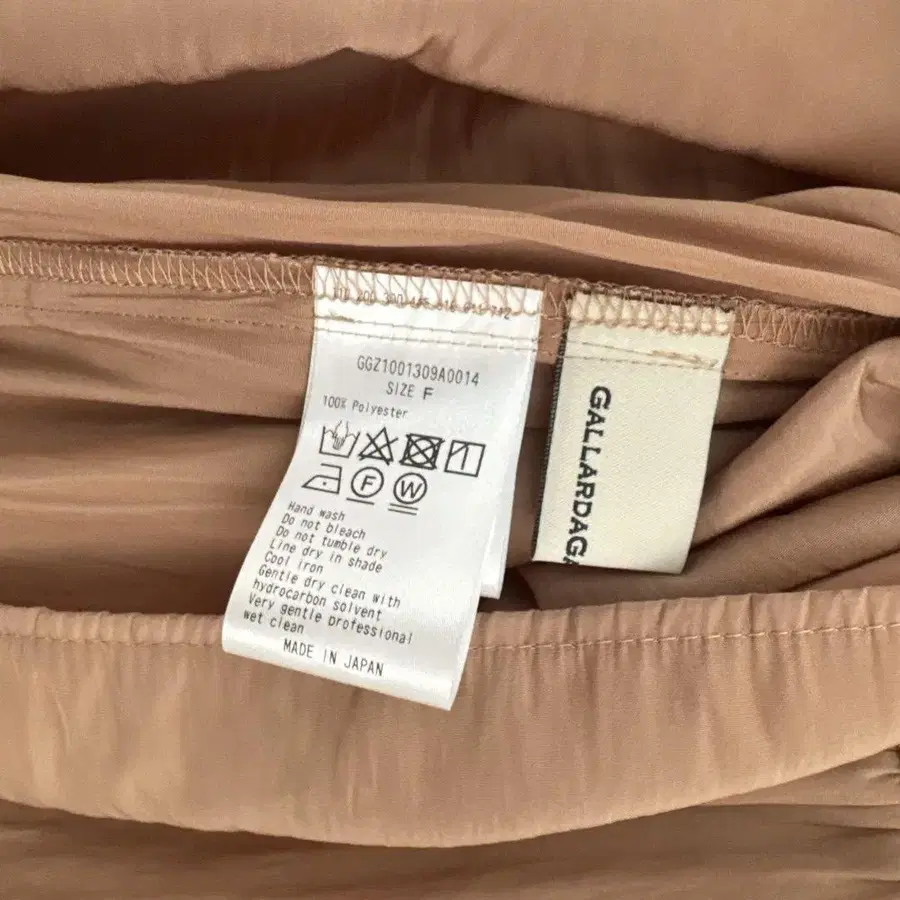 GGZ1001309A0014
SIZE F
100% Polyester
F
W
Hand wash
Do not bleach
Do not tumble dry
Line dry in shade
Cool iron
Gentle dry clean with
hydrocarbon solvent
Very gentle professional
wet clean
MADE IN JAPAN
GALLARDAGA